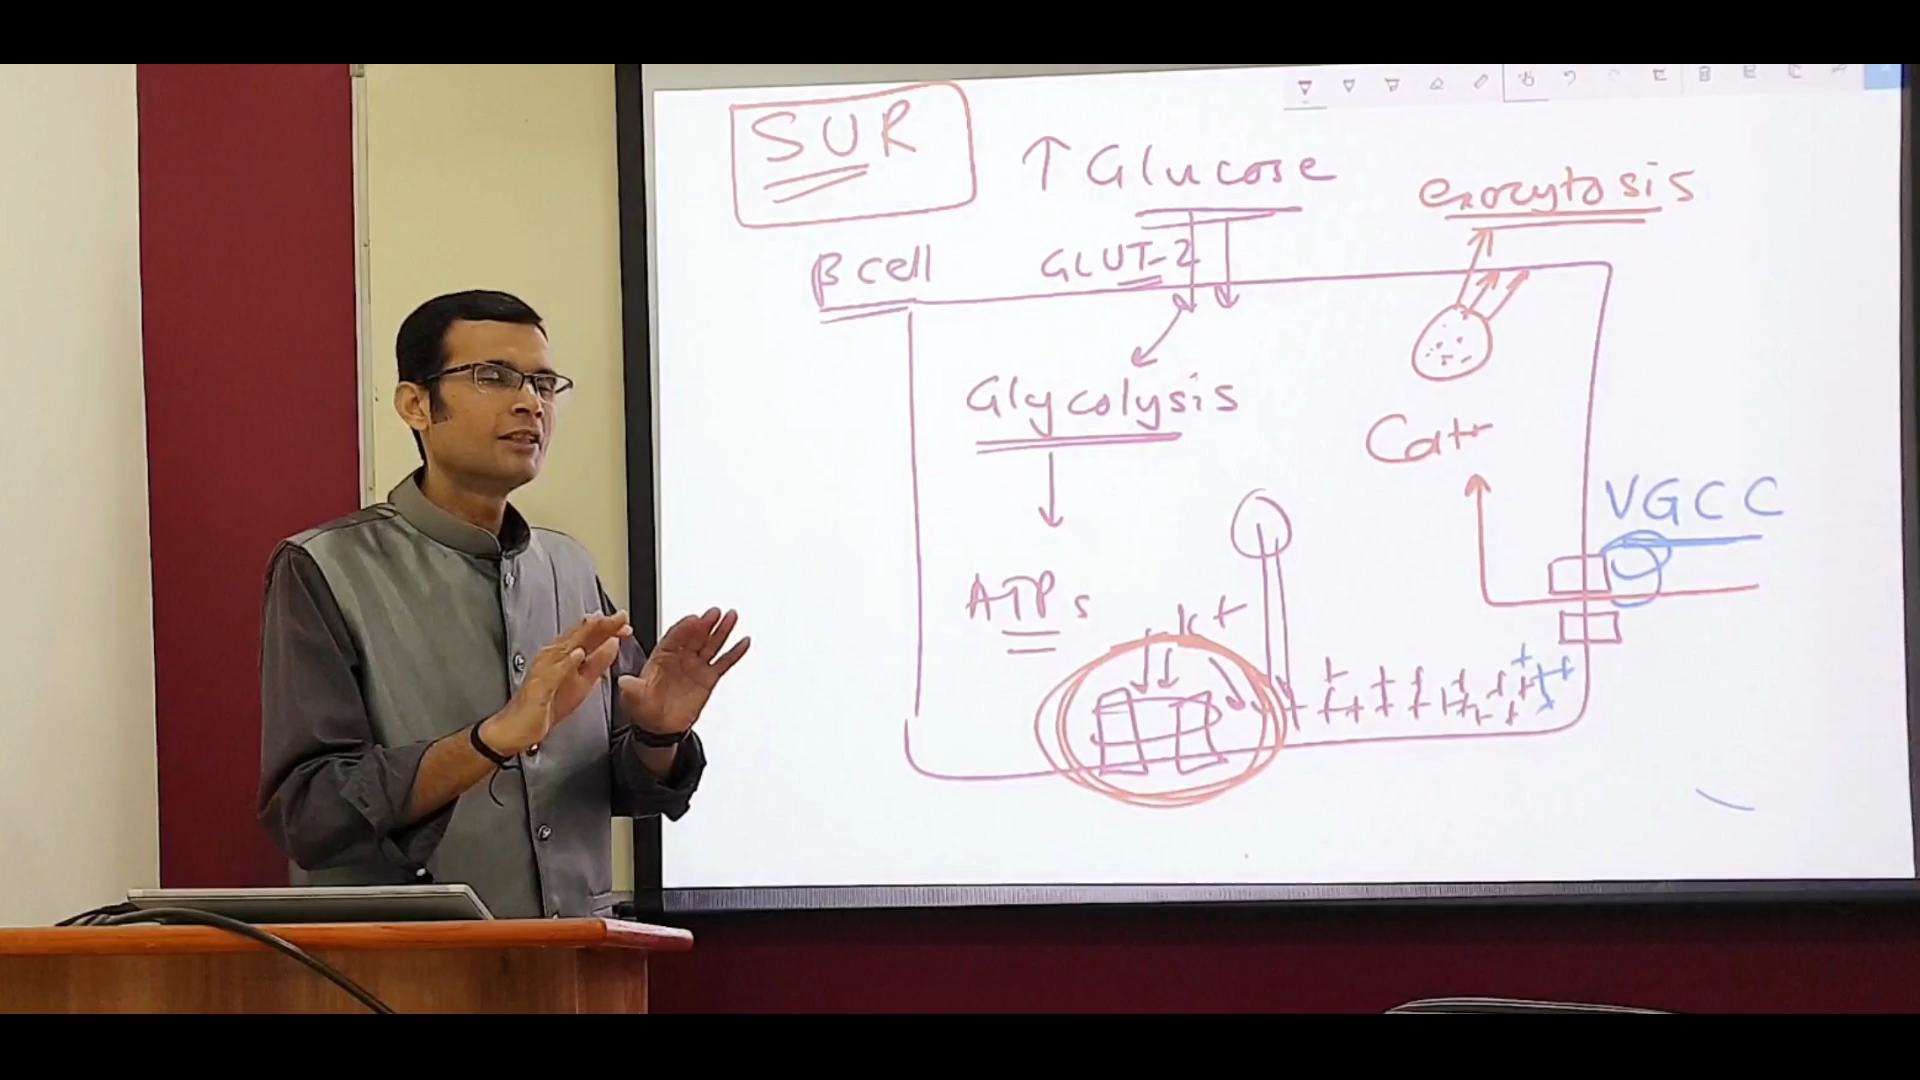 SUR
↑ Glucose
exocytosis
β cell
GLUT-2
Glycolysis
Ca++
VGCC
ATPs
K+
+ + + + + + + + + + + + + + + +